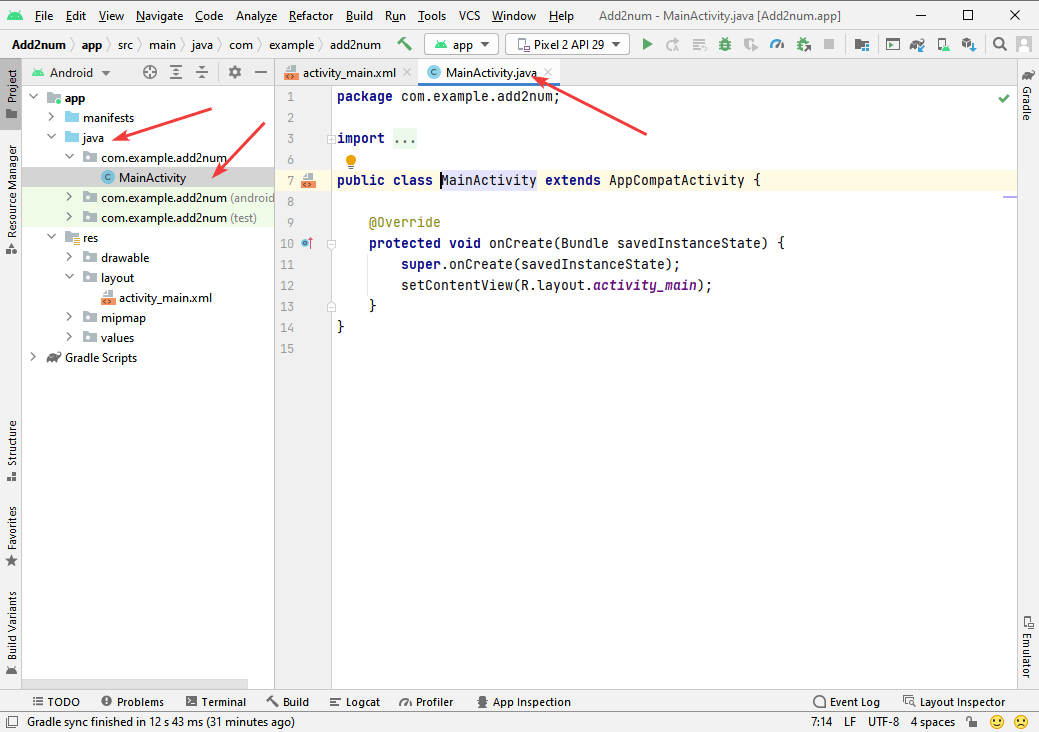 File Edit View Navigate Code Analyze Refactor Build Run Tools VCS Window Help Add2num - MainActivity.java [Add2num.app]
Add2num app src main java com example add2num app Pixel 2 API 29
Project
Resource Manager
Structure
Favorites
Build Variants
Android
app
manifests
java
com.example.add2num
MainActivity
com.example.add2num (android
com.example.add2num (test)
res
drawable
layout
activity_main.xml
mipmap
values
Gradle Scripts
activity_main.xml MainActivity.java
1 package com.example.add2num;
2
3 import ...
6
7 public class MainActivity extends AppCompatActivity {
8
9 @Override
10 protected void onCreate(Bundle savedInstanceState) {
11 super.onCreate(savedInstanceState);
12 setContentView(R.layout.activity_main);
13 }
14 }
15
Gradle
Emulator
TODO Problems Terminal Build Logcat Profiler App Inspection Event Log Layout Inspector
Gradle sync finished in 12 s 43 ms (31 minutes ago) 7:14 LF UTF-8 4 spaces